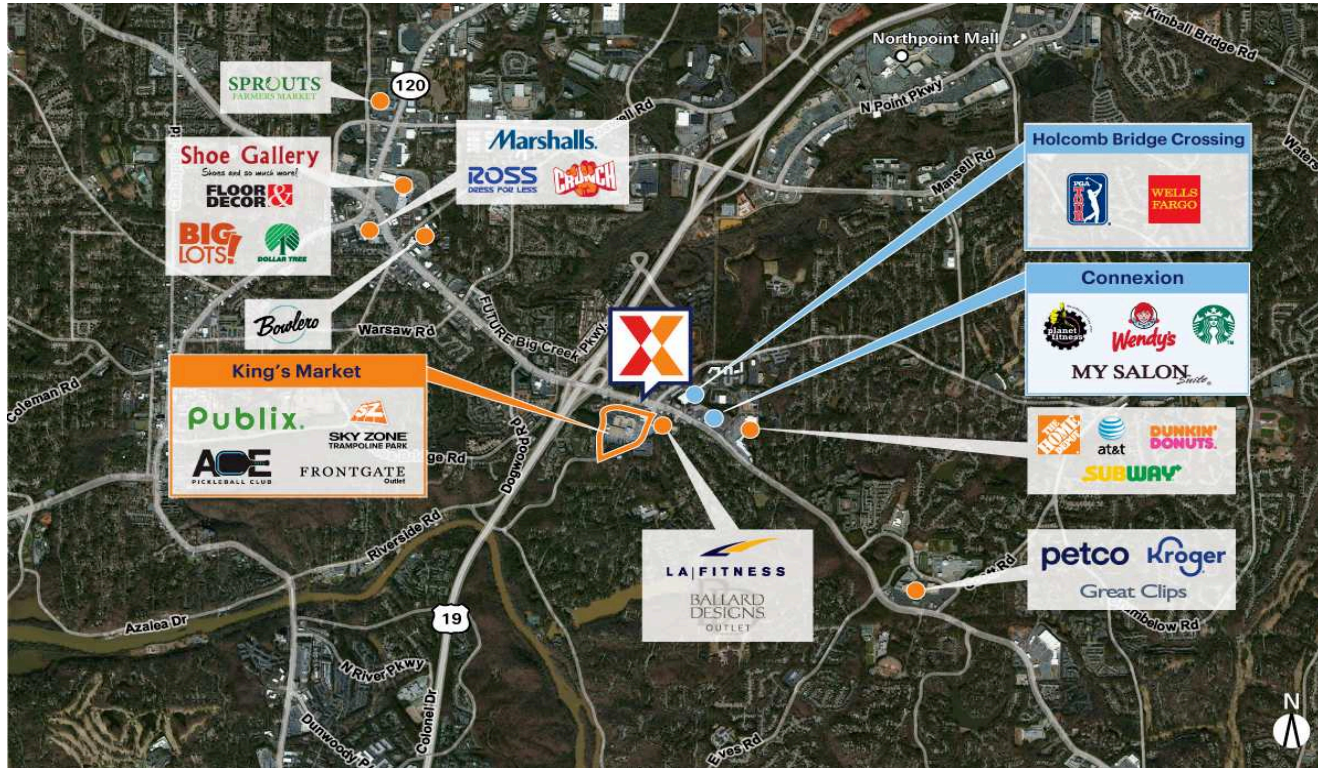 Northpoint Mall
Kimball Bridge Rd
N Point Pkwy
Mansell Rd
120
SPROUTS
FARMERS MARKET
Marshalls.
ROSS
DRESS FOR LESS
CRUNCH
Shoe Gallery
Shoes and so much more!
FLOOR & DECOR
BIG LOTS!
DOLLAR TREE
Bowlero
Warsaw Rd
FUTURE Big Creek Pkwy.
Holcomb Bridge Crossing
PGA TOUR
WELLS
FARGO
Connexion
planet fitness
Wendy's
MY SALON
Suite
King's Market
Publix.
SZ
SKY ZONE
TRAMPOLINE PARK
ACE
PICKLEBALL CLUB
FRONTGATE
Outlet
Coleman Rd
Dogwood Rd
Riverside Rd
Azalea Dr
19
N River Pkwy
Colonel Dr
THE HOME DEPOT
at&t
DUNKIN'
DONUTS.
SUBWAY
LA|FITNESS
BALLARD
DESIGNS
OUTLET
petco
Kroger
Great Clips
Eves Rd
N